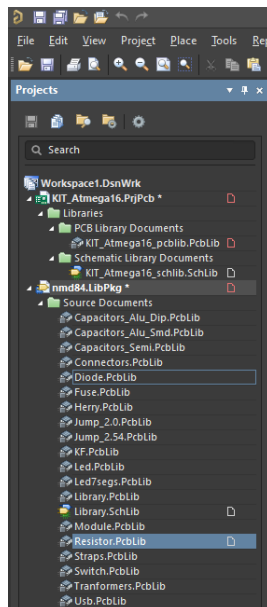 File Edit View Project Place Tools Rep
Projects
Search
Workspace1.DsnWrk
KIT_Atmega16.PrjPcb *
Libraries
PCB Library Documents
KIT_Atmega16_pcblib.PcbLib
Schematic Library Documents
KIT_Atmega16_schlib.SchLib
nmd84.LibPkg *
Source Documents
Capacitors_Alu_Dip.PcbLib
Capacitors_Alu_Smd.PcbLib
Capacitors_Semi.PcbLib
Connectors.PcbLib
Diode.PcbLib
Fuse.PcbLib
Herry.PcbLib
Jump_2.0.PcbLib
Jump_2.54.PcbLib
KF.PcbLib
Led.PcbLib
Led7segs.PcbLib
Library.PcbLib
Library.SchLib
Module.PcbLib
Resistor.PcbLib
Straps.PcbLib
Switch.PcbLib
Tranformers.PcbLib
Usb.PcbLib